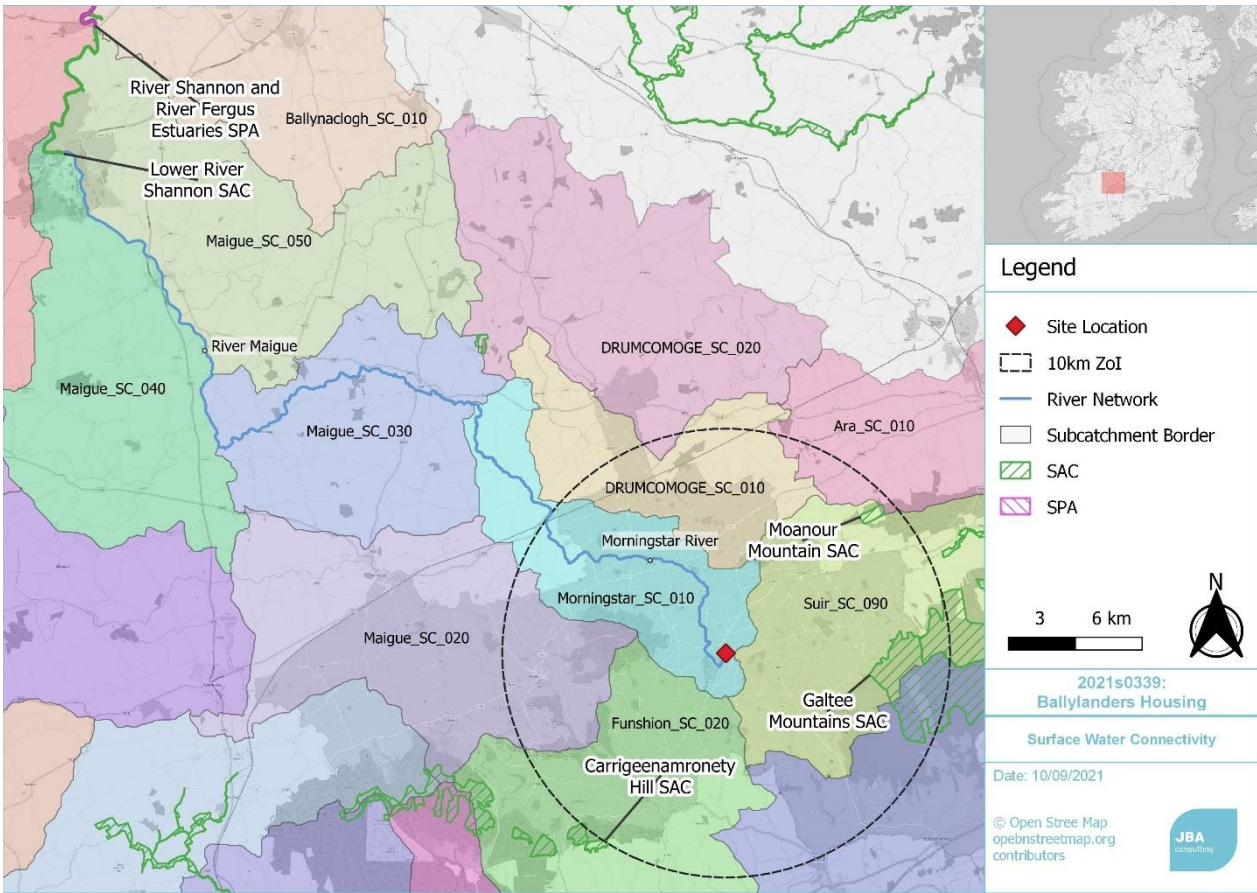 River Shannon and
River Fergus
Estuaries SPA
Ballynaclogh_SC_010
Lower River
Shannon SAC
Maigue_SC_050
River Maigue
DRUMCOMOGE_SC_020
Maigue_SC_040
Maigue_SC_030
Ara_SC_010
DRUMCOMOGE_SC_010
Moanour
Mountain SAC
Morningstar River
Morningstar_SC_010
Suir_SC_090
Maigue_SC_020
Galtee
Mountains SAC
Funshion_SC_020
Carrigeenamronety
Hill SAC
Legend
Site Location
10km ZoI
River Network
Subcatchment Border
SAC
SPA
N
3 6 km
2021s0339:
Ballylanders Housing
Surface Water Connectivity
Date: 10/09/2021
© Open Stree Map
opebnstreetmap.org
contributors
JBA
consulting